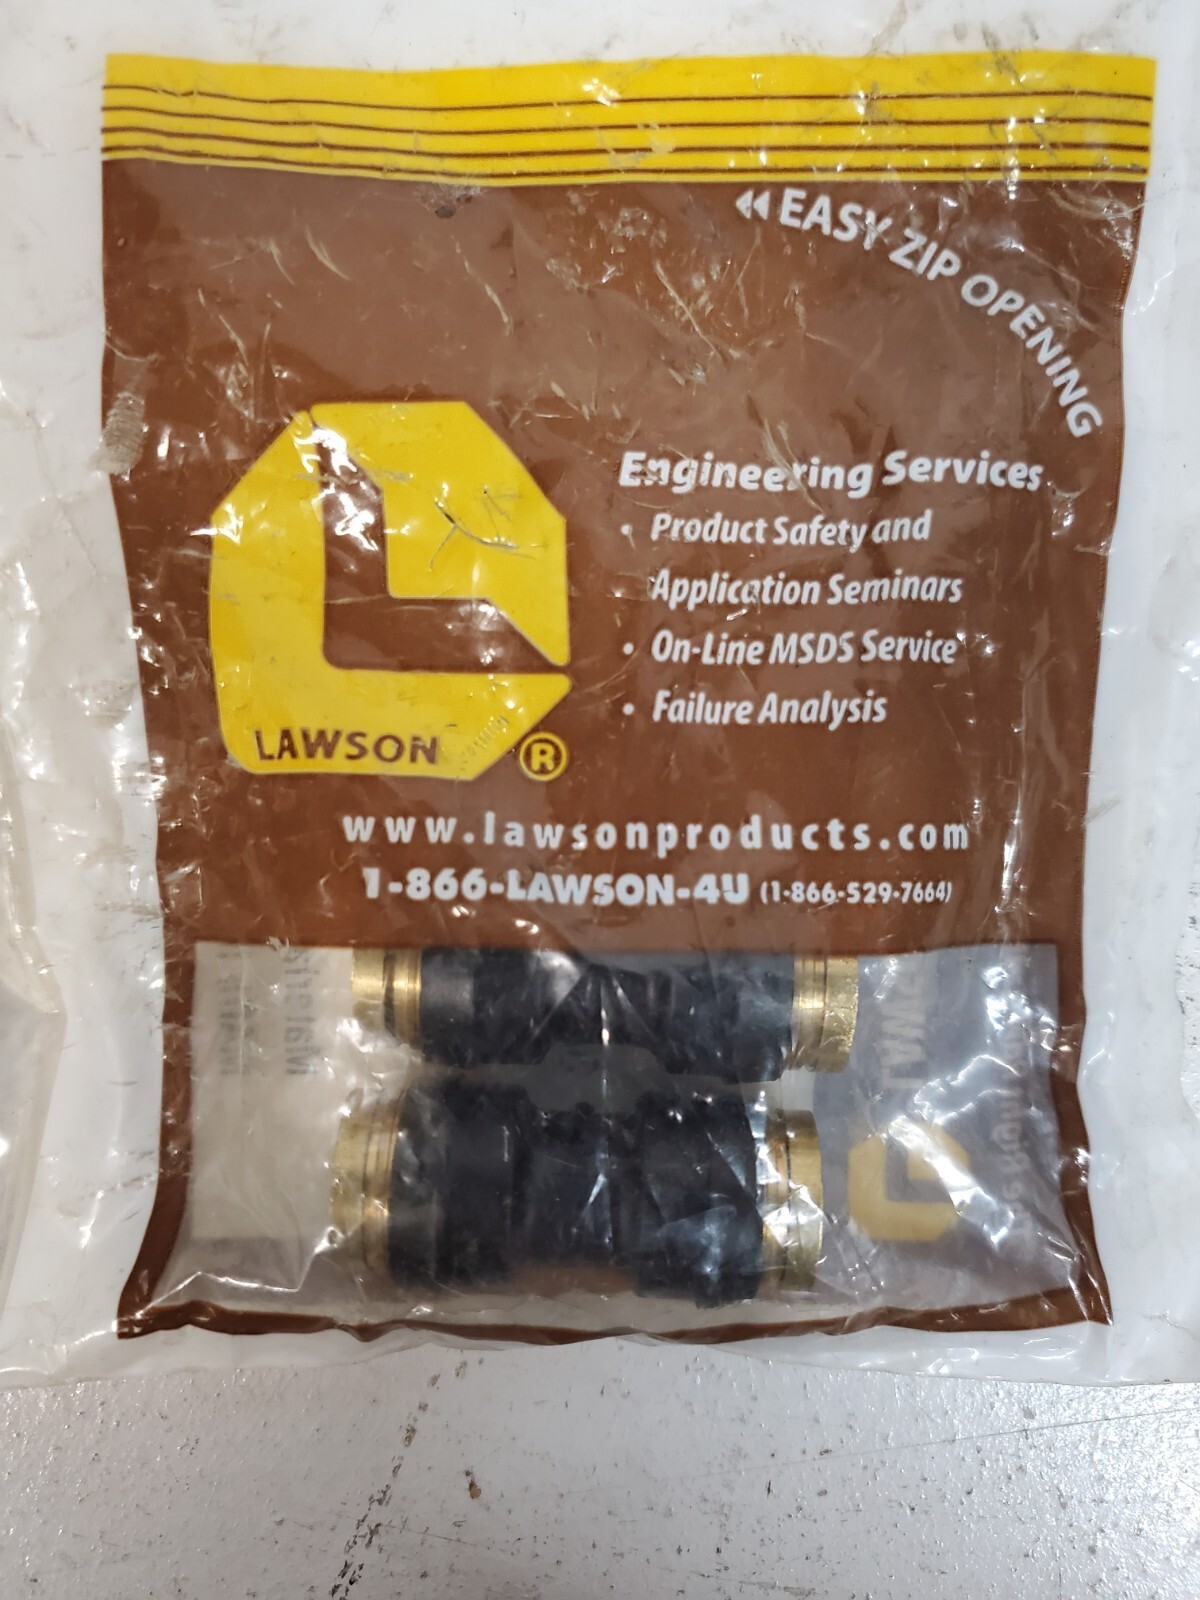 EASY ZIP OPENING
Engineering Services
• Product Safety and
Application Seminars
• On-Line MSDS Service
• Failure Analysis
LAWSON ®
www.lawsonproducts.com
1-866-LAWSON-4U (1-866-529-7664)